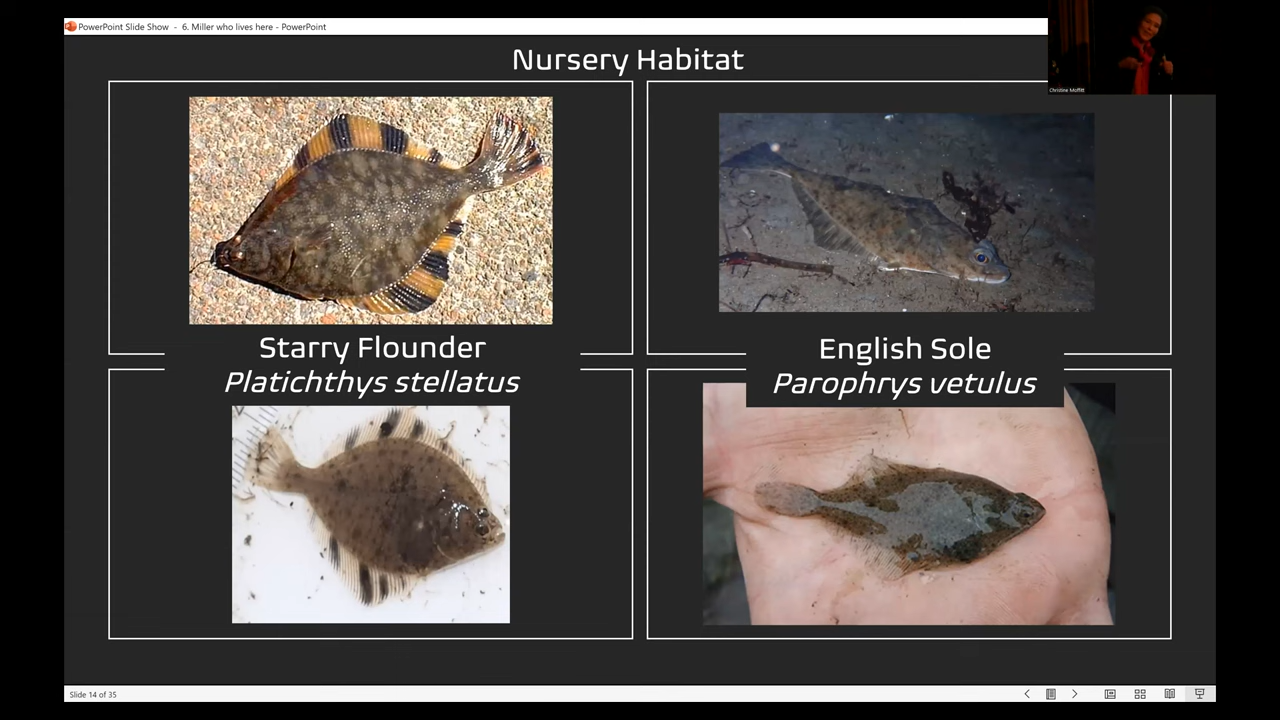 PowerPoint Slide Show - 6. Miller who lives here - PowerPoint
Nursery Habitat
Christine Moffitt
Starry Flounder
Platichthys stellatus
English Sole
Parophrys vetulus
Slide 14 of 35